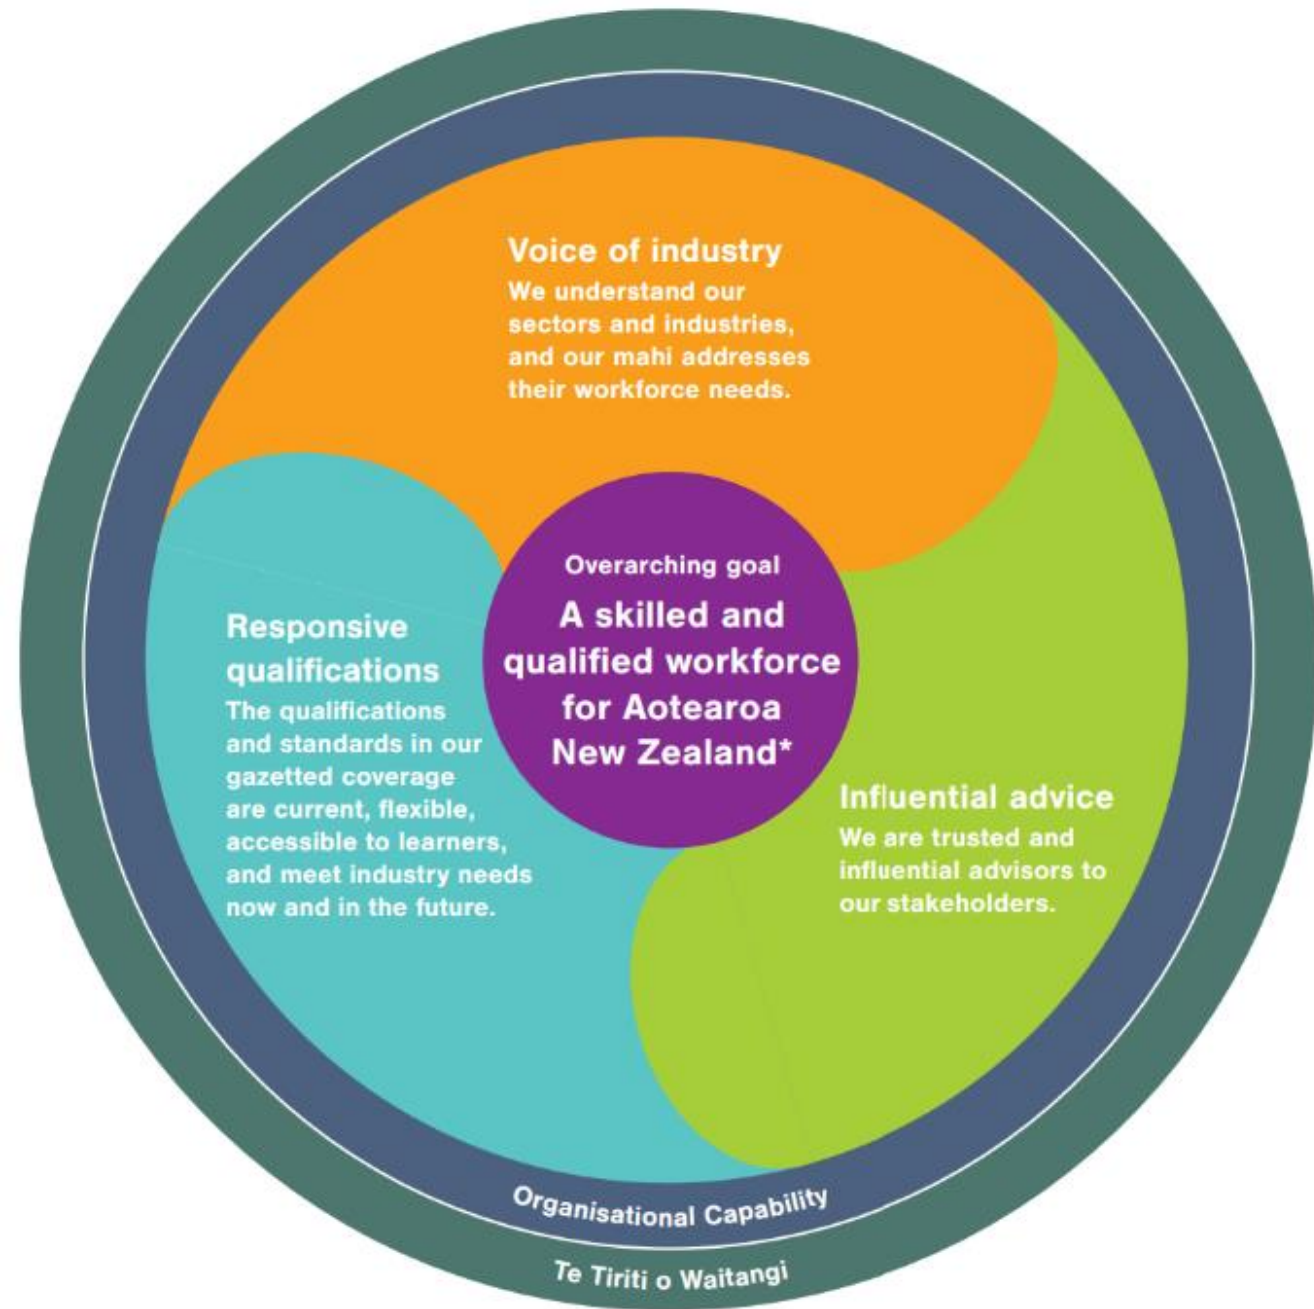 Voice of industry
We understand our
sectors and industries,
and our mahi addresses
their workforce needs.
Overarching goal
A skilled and
qualified workforce
for Aotearoa
New Zealand*
Responsive
qualifications
The qualifications
and standards in our
gazetted coverage
are current, flexible,
accessible to learners,
and meet industry needs
now and in the future.
Influential advice
We are trusted and
influential advisors to
our stakeholders.
Organisational Capability
Te Tiriti o Waitangi